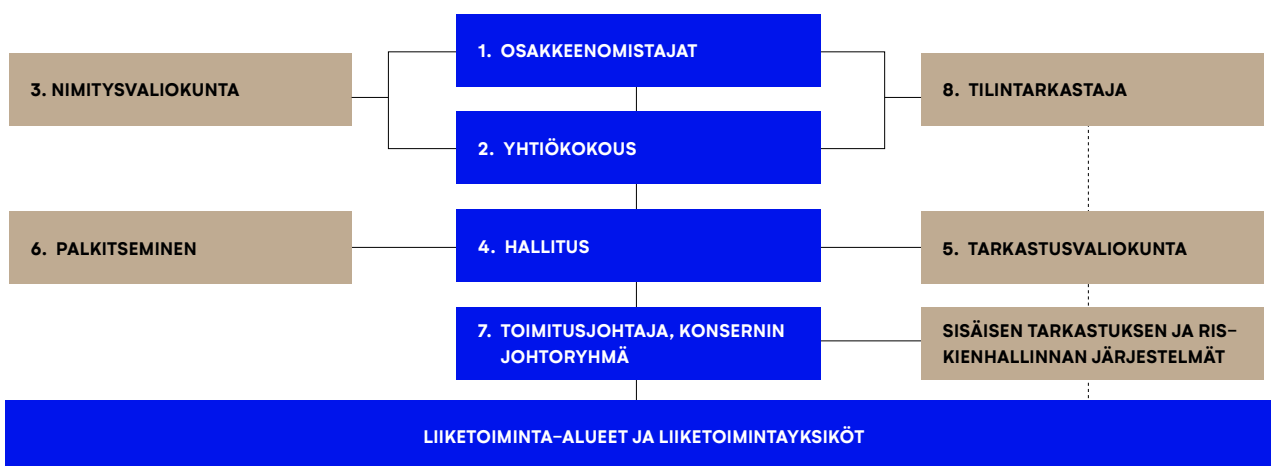 1. OSAKKEENOMISTAJAT
3. NIMITYSVALIOKUNTA
8. TILINTARKASTAJA
2. YHTIÖKOKOUS
6. PALKITSEMINEN
4. HALLITUS
5. TARKASTUSVALIOKUNTA
7. TOIMITUSJOHTAJA, KONSERNIN
JOHTORYHMÄ
SISÄISEN TARKASTUKSEN JA RIS-
KIENHALLINNAN JÄRJESTELMÄT
LIIKETOIMINTA-ALUEET JA LIIKETOIMINTAYKSIKÖT